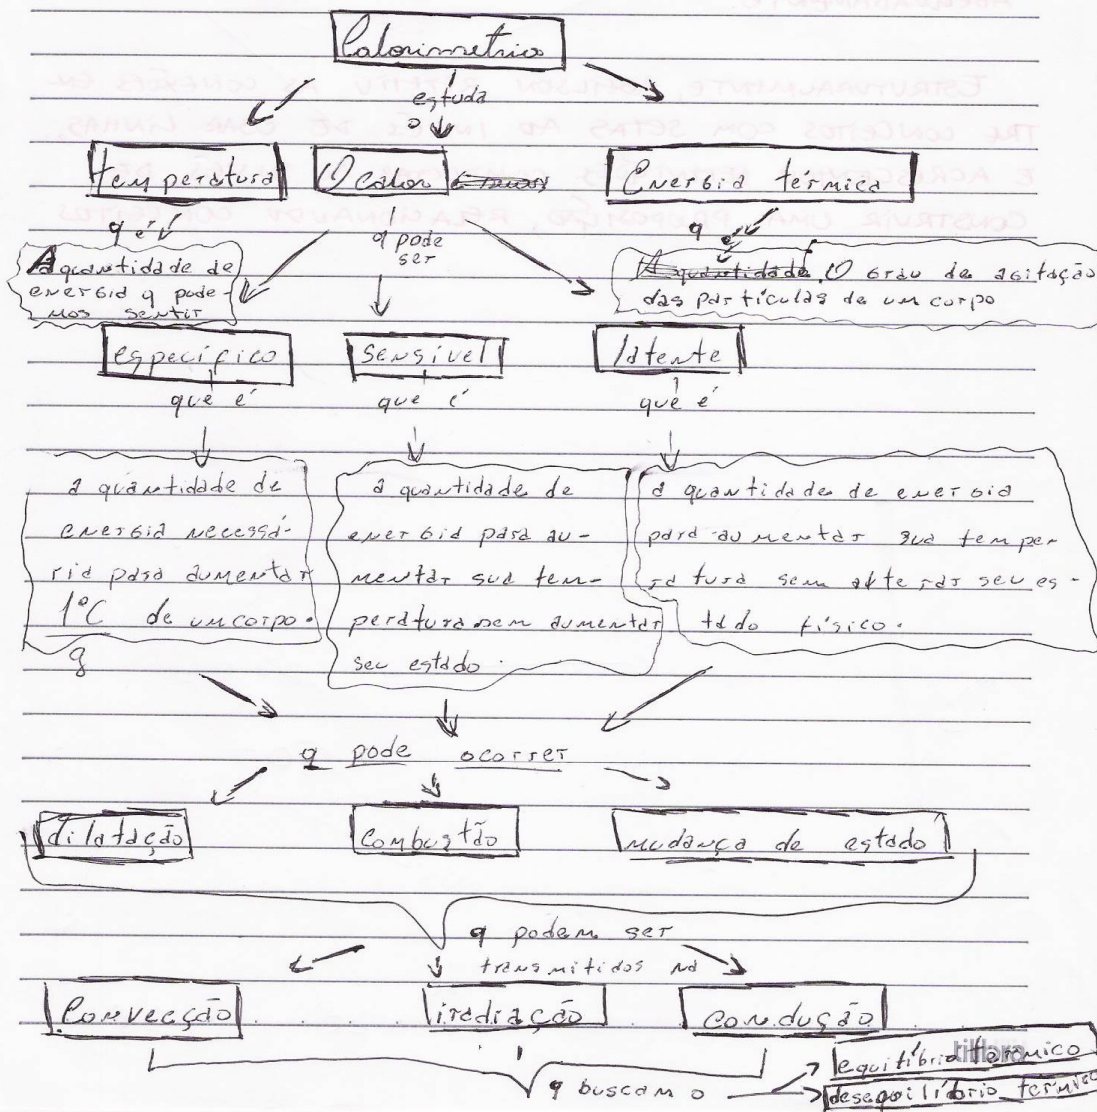 Calorimetria
estuda
o
temperatura
O calor
Energia térmica
q é
q pode
ser
q é
A quantidade de
energia q pode-
mos sentir
A quantidade O grau de agitação
das partículas de um corpo
específico
sensível
latente
que é
que é
que é
a quantidade de
energia necessá-
ria para aumentar
1°C de um corpo.
g
a quantidade de
energia para au-
mentar sua tem-
peratura sem aumentar
seu estado.
a quantidade de energia
para aumentar sua tempe-
ratura sem alterar seu es-
tado físico.
q pode ocorrer
dilatação
Combustão
mudança de estado
q podem ser
transmitidos na
Convecção
iradiação
condução
q buscam o
equilíbrio térmico
desequilíbrio térmico
tilibra